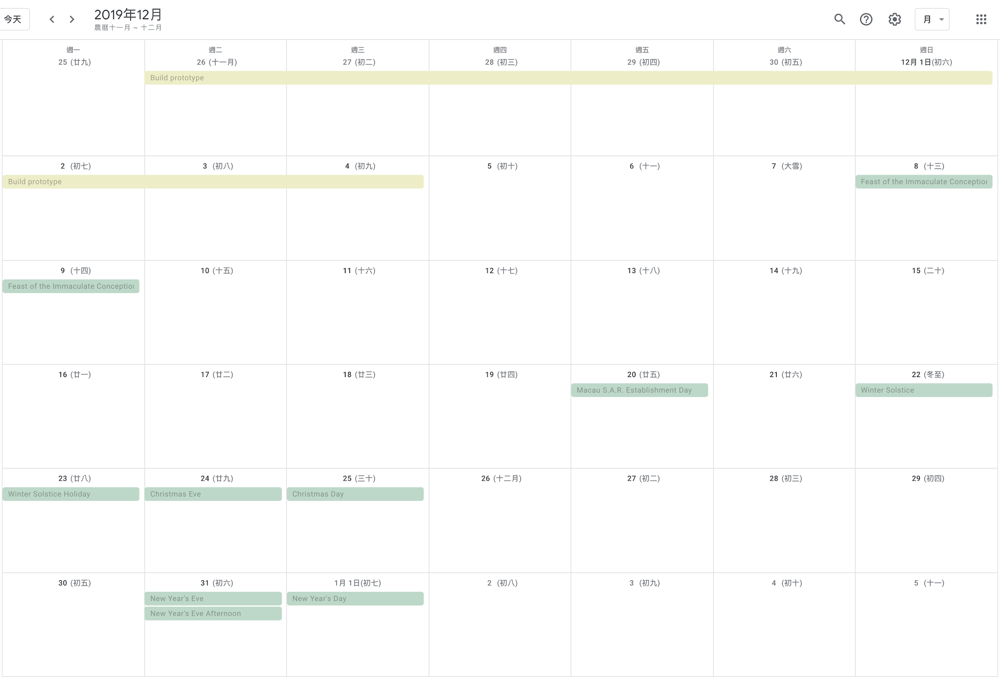 今天
2019年12月
農曆十一月 ~ 十二月
月
週一 週二 週三 週四 週五 週六 週日
25 (廿九) 26 (十一月) 27 (初二) 28 (初三) 29 (初四) 30 (初五) 12月 1日(初六)
Build prototype
2 (初七) 3 (初八) 4 (初九) 5 (初十) 6 (十一) 7 (大雪) 8 (十三)
Build prototype Feast of the Immaculate Conception
9 (十四) 10 (十五) 11 (十六) 12 (十七) 13 (十八) 14 (十九) 15 (二十)
Feast of the Immaculate Conception
16 (廿一) 17 (廿二) 18 (廿三) 19 (廿四) 20 (廿五) 21 (廿六) 22 (冬至)
Macau S.A.R. Establishment Day Winter Solstice
23 (廿八) 24 (廿九) 25 (三十) 26 (十二月) 27 (初二) 28 (初三) 29 (初四)
Winter Solstice Holiday Christmas Eve Christmas Day
30 (初五) 31 (初六) 1月 1日(初七) 2 (初八) 3 (初九) 4 (初十) 5 (十一)
New Year's Eve New Year's Day
New Year's Eve Afternoon